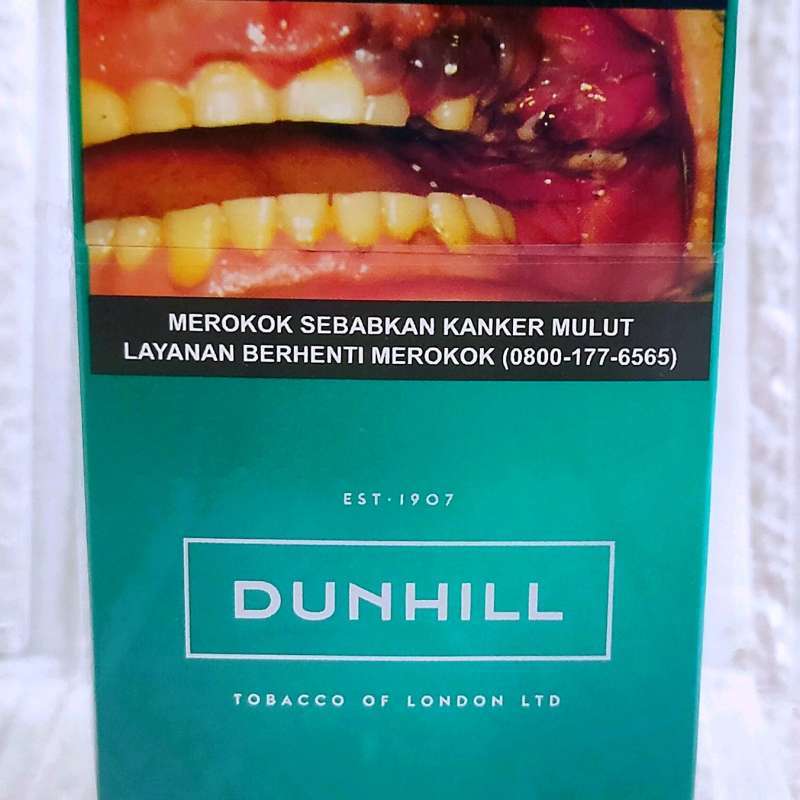 MEROKOK SEBABKAN KANKER MULUT
LAYANAN BERHENTI MEROKOK (0800-177-6565)
EST·1907
DUNHILL
TOBACCO OF LONDON LTD